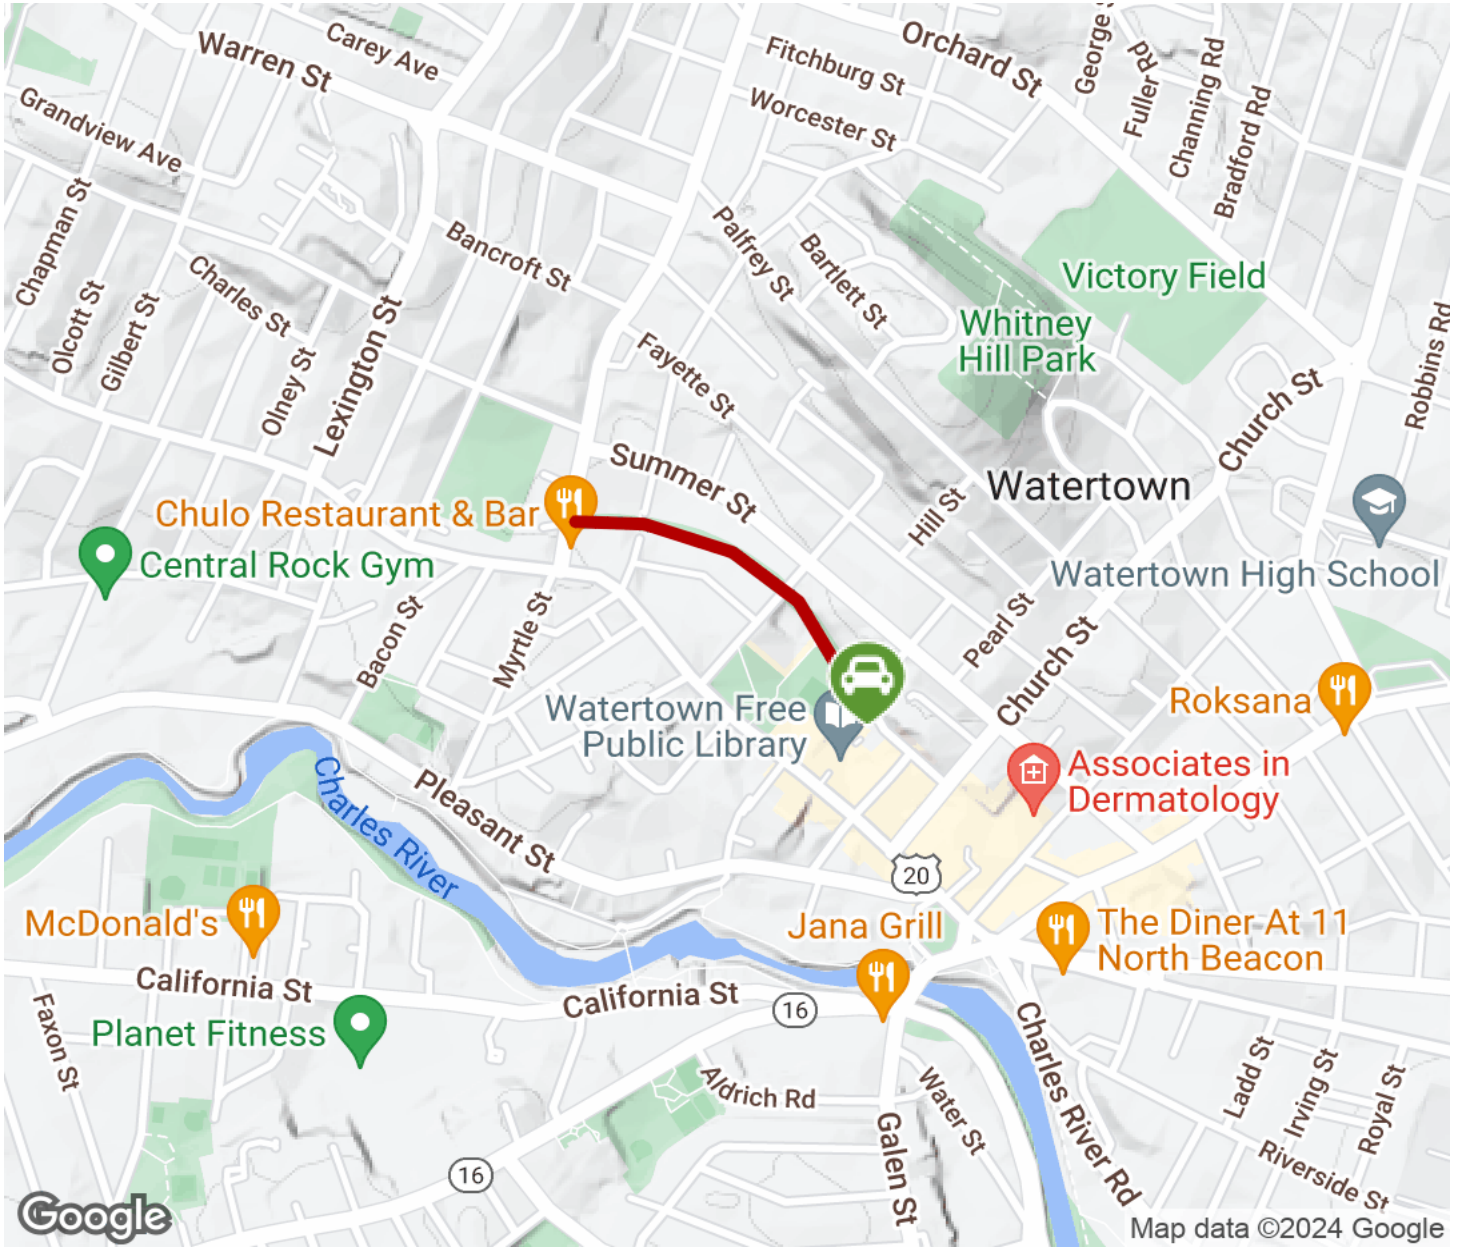 Carey Ave
Warren St
Orchard St
George S
Fitchburg St
Fuller Rd
Channing Rd
Bradford Rd
Worcester St
Grandview Ave
Chapman St
Charles St
Bancroft St
Palfrey St
Bartlett St
Victory Field
Whitney
Hill Park
Olcott St
Gilbert St
Olney St
Lexington St
Fayette St
Robbins Rd
Church St
Summer St
Watertown
Hill St
Chulo Restaurant & Bar
Central Rock Gym
Watertown High School
Bacon St
Myrtle St
Pearl St
Church St
Roksana
Watertown Free
Public Library
Associates in
Dermatology
Charles River
Pleasant St
20
McDonald's
Jana Grill
The Diner At 11
North Beacon
California St
California St
16
Faxon St
Planet Fitness
Charles River Rd
Aldrich Rd
Water St
Ladd St
Irving St
Royal St
Galen St
16
Riverside St
Google
Map data ©2024 Google